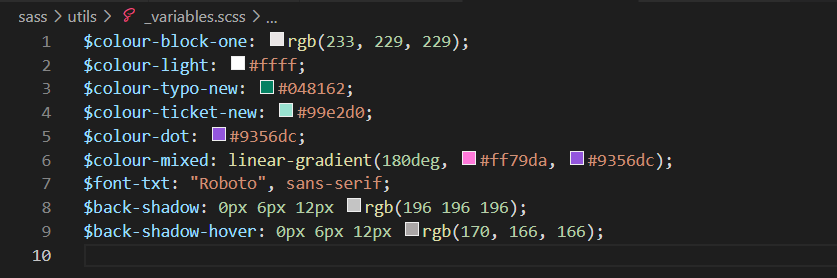 sass > utils > _variables.scss > ...
1 $colour-block-one: rgb(233, 229, 229);
2 $colour-light: #ffff;
3 $colour-typo-new: #048162;
4 $colour-ticket-new: #99e2d0;
5 $colour-dot: #9356dc;
6 $colour-mixed: linear-gradient(180deg, #ff79da, #9356dc);
7 $font-txt: "Roboto", sans-serif;
8 $back-shadow: 0px 6px 12px rgb(196 196 196);
9 $back-shadow-hover: 0px 6px 12px rgb(170, 166, 166);
10